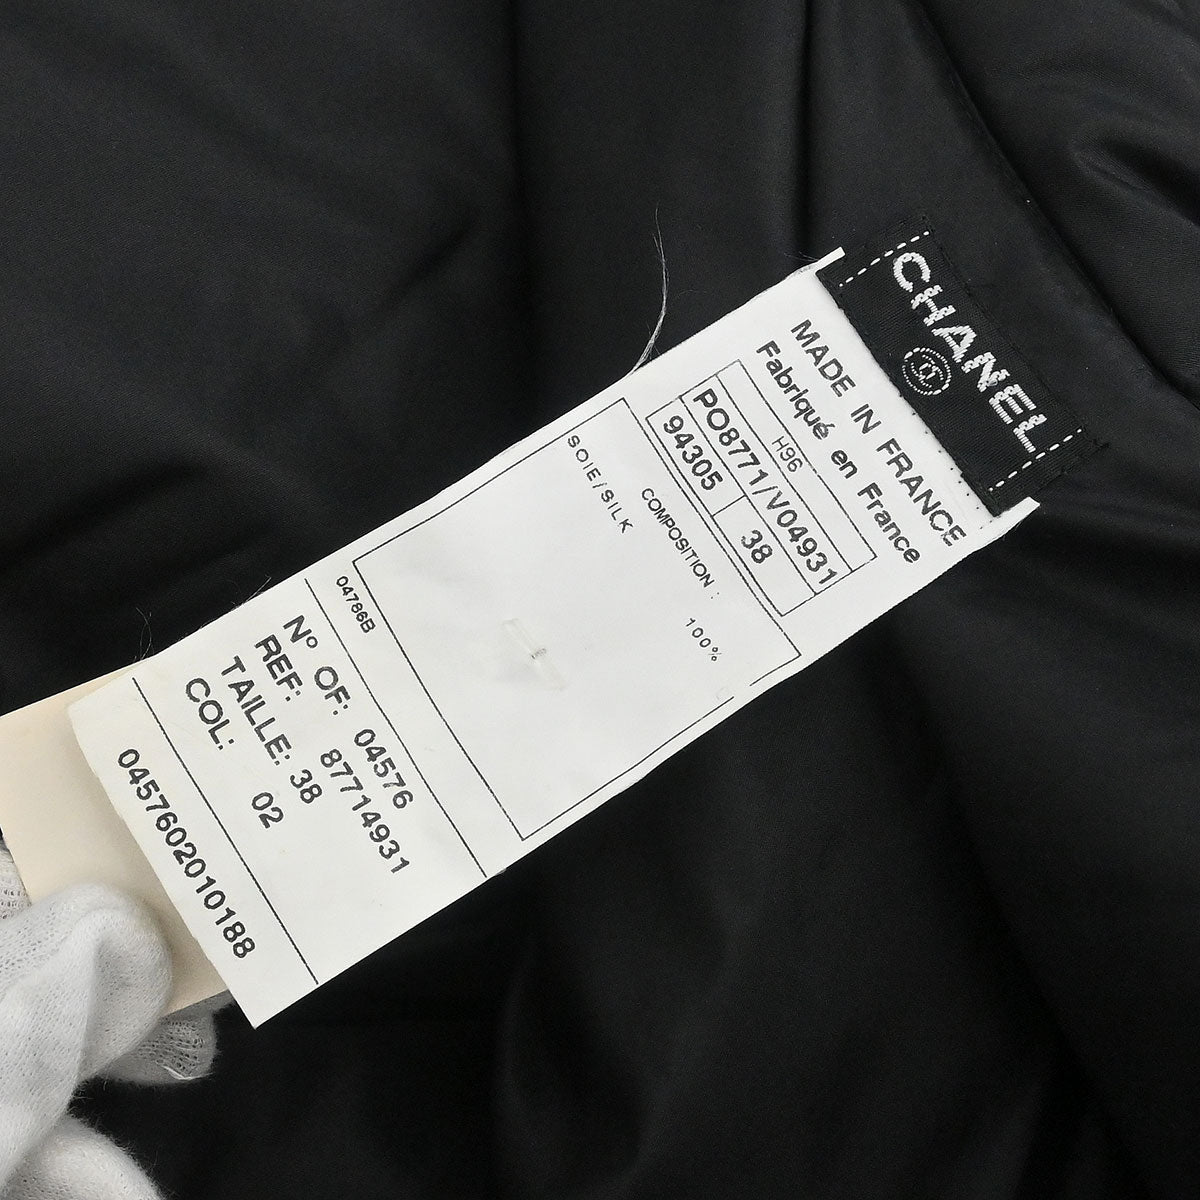 CHANEL
MADE IN FRANCE
Fabriqué en France
H96
PO8771/V04931
94305 38
COMPOSITION :
SOIE/SILK 100%
04786B
Nº OF: 04576
REF: 87714931
TAILLE: 38
COL: 02
0457602010188